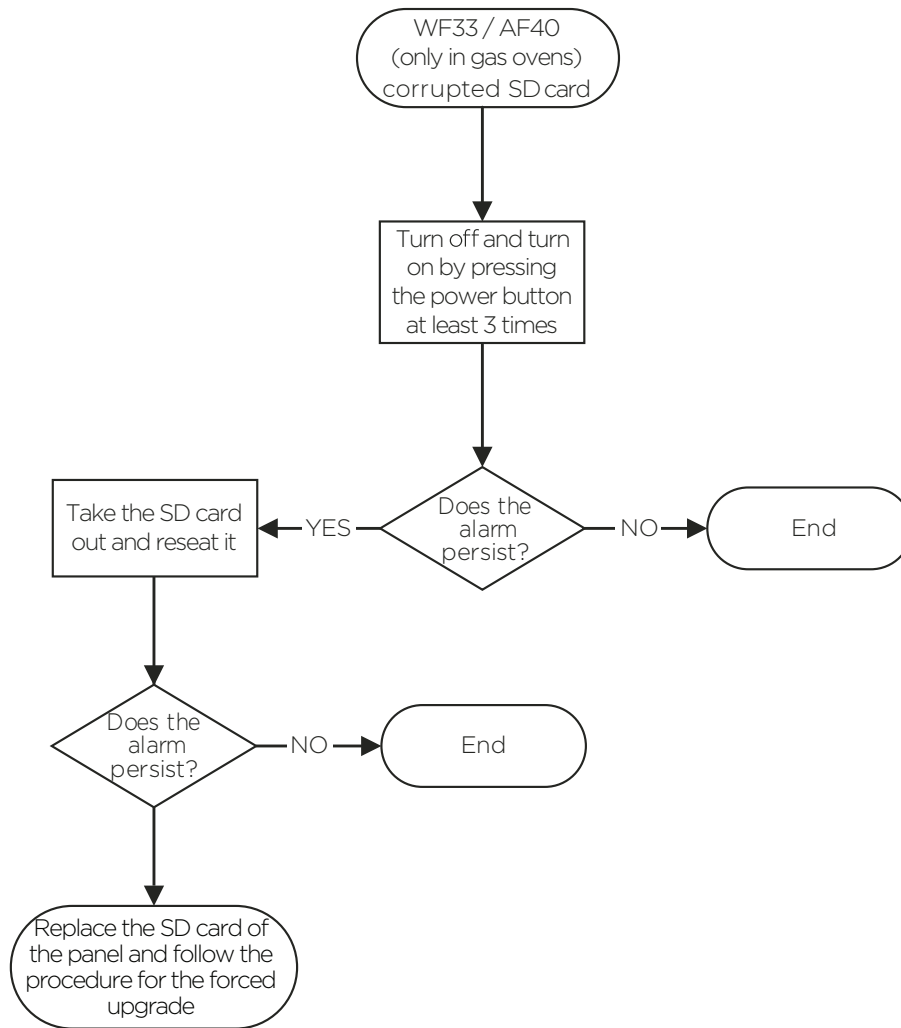 WF33 / AF40
(only in gas ovens)
corrupted SD card
Turn off and turn
on by pressing
the power button
at least 3 times
Does the
alarm
persist?
YES
NO
Take the SD card
out and reseat it
End
Does the
alarm
persist?
NO
End
Replace the SD card of
the panel and follow the
procedure for the forced
upgrade